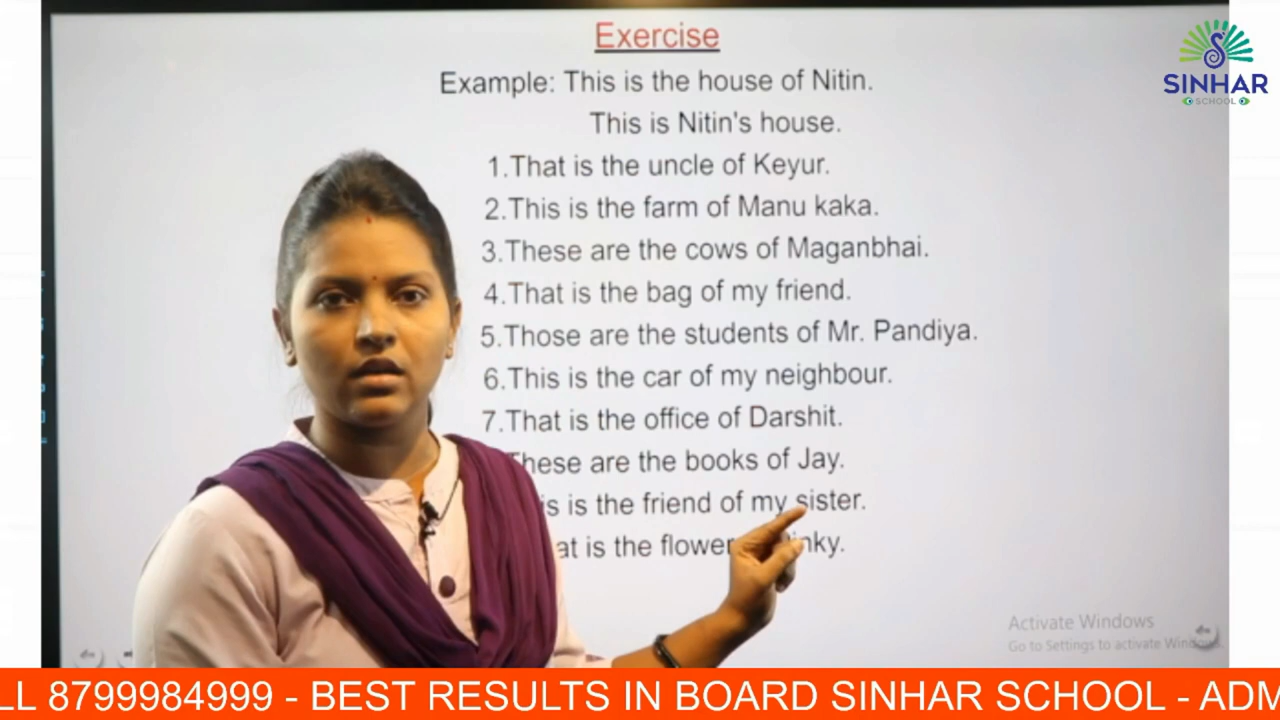 Exercise
SINHAR
SCHOOL
Example: This is the house of Nitin.
This is Nitin's house.
1.That is the uncle of Keyur.
2.This is the farm of Manu kaka.
3.These are the cows of Maganbhai.
4.That is the bag of my friend.
5.Those are the students of Mr. Pandiya.
6.This is the car of my neighbour.
7.That is the office of Darshit.
These are the books of Jay.
is is the friend of my sister.
at is the flower nky.
Activate Windows
Go to Settings to activate Windows.
LL 8799984999 - BEST RESULTS IN BOARD SINHAR SCHOOL - ADM